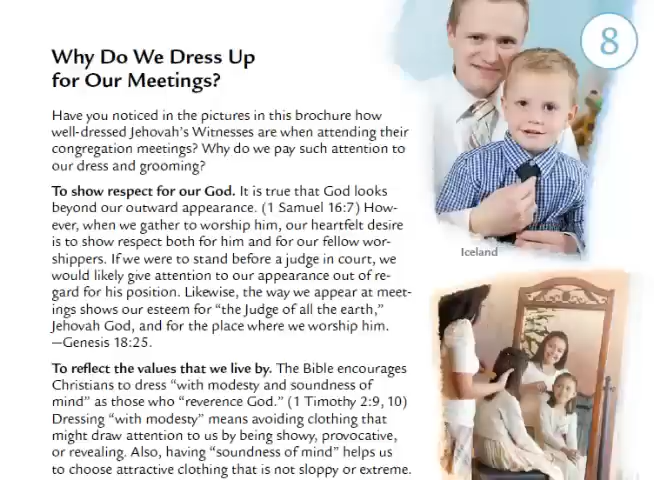 8
Why Do We Dress Up
for Our Meetings?
Have you noticed in the pictures in this brochure how
well-dressed Jehovah's Witnesses are when attending their
congregation meetings? Why do we pay such attention to
our dress and grooming?
To show respect for our God. It is true that God looks
beyond our outward appearance. (1 Samuel 16:7) How-
ever, when we gather to worship him, our heartfelt desire
is to show respect both for him and for our fellow wor-
shippers. If we were to stand before a judge in court, we
would likely give attention to our appearance out of re-
gard for his position. Likewise, the way we appear at meet-
ings shows our esteem for “the Judge of all the earth,”
Jehovah God, and for the place where we worship him.
—Genesis 18:25.
To reflect the values that we live by. The Bible encourages
Christians to dress “with modesty and soundness of
mind” as those who “reverence God.” (1 Timothy 2:9, 10)
Dressing “with modesty” means avoiding clothing that
might draw attention to us by being showy, provocative,
or revealing. Also, having “soundness of mind” helps us
to choose attractive clothing that is not sloppy or extreme.
Iceland